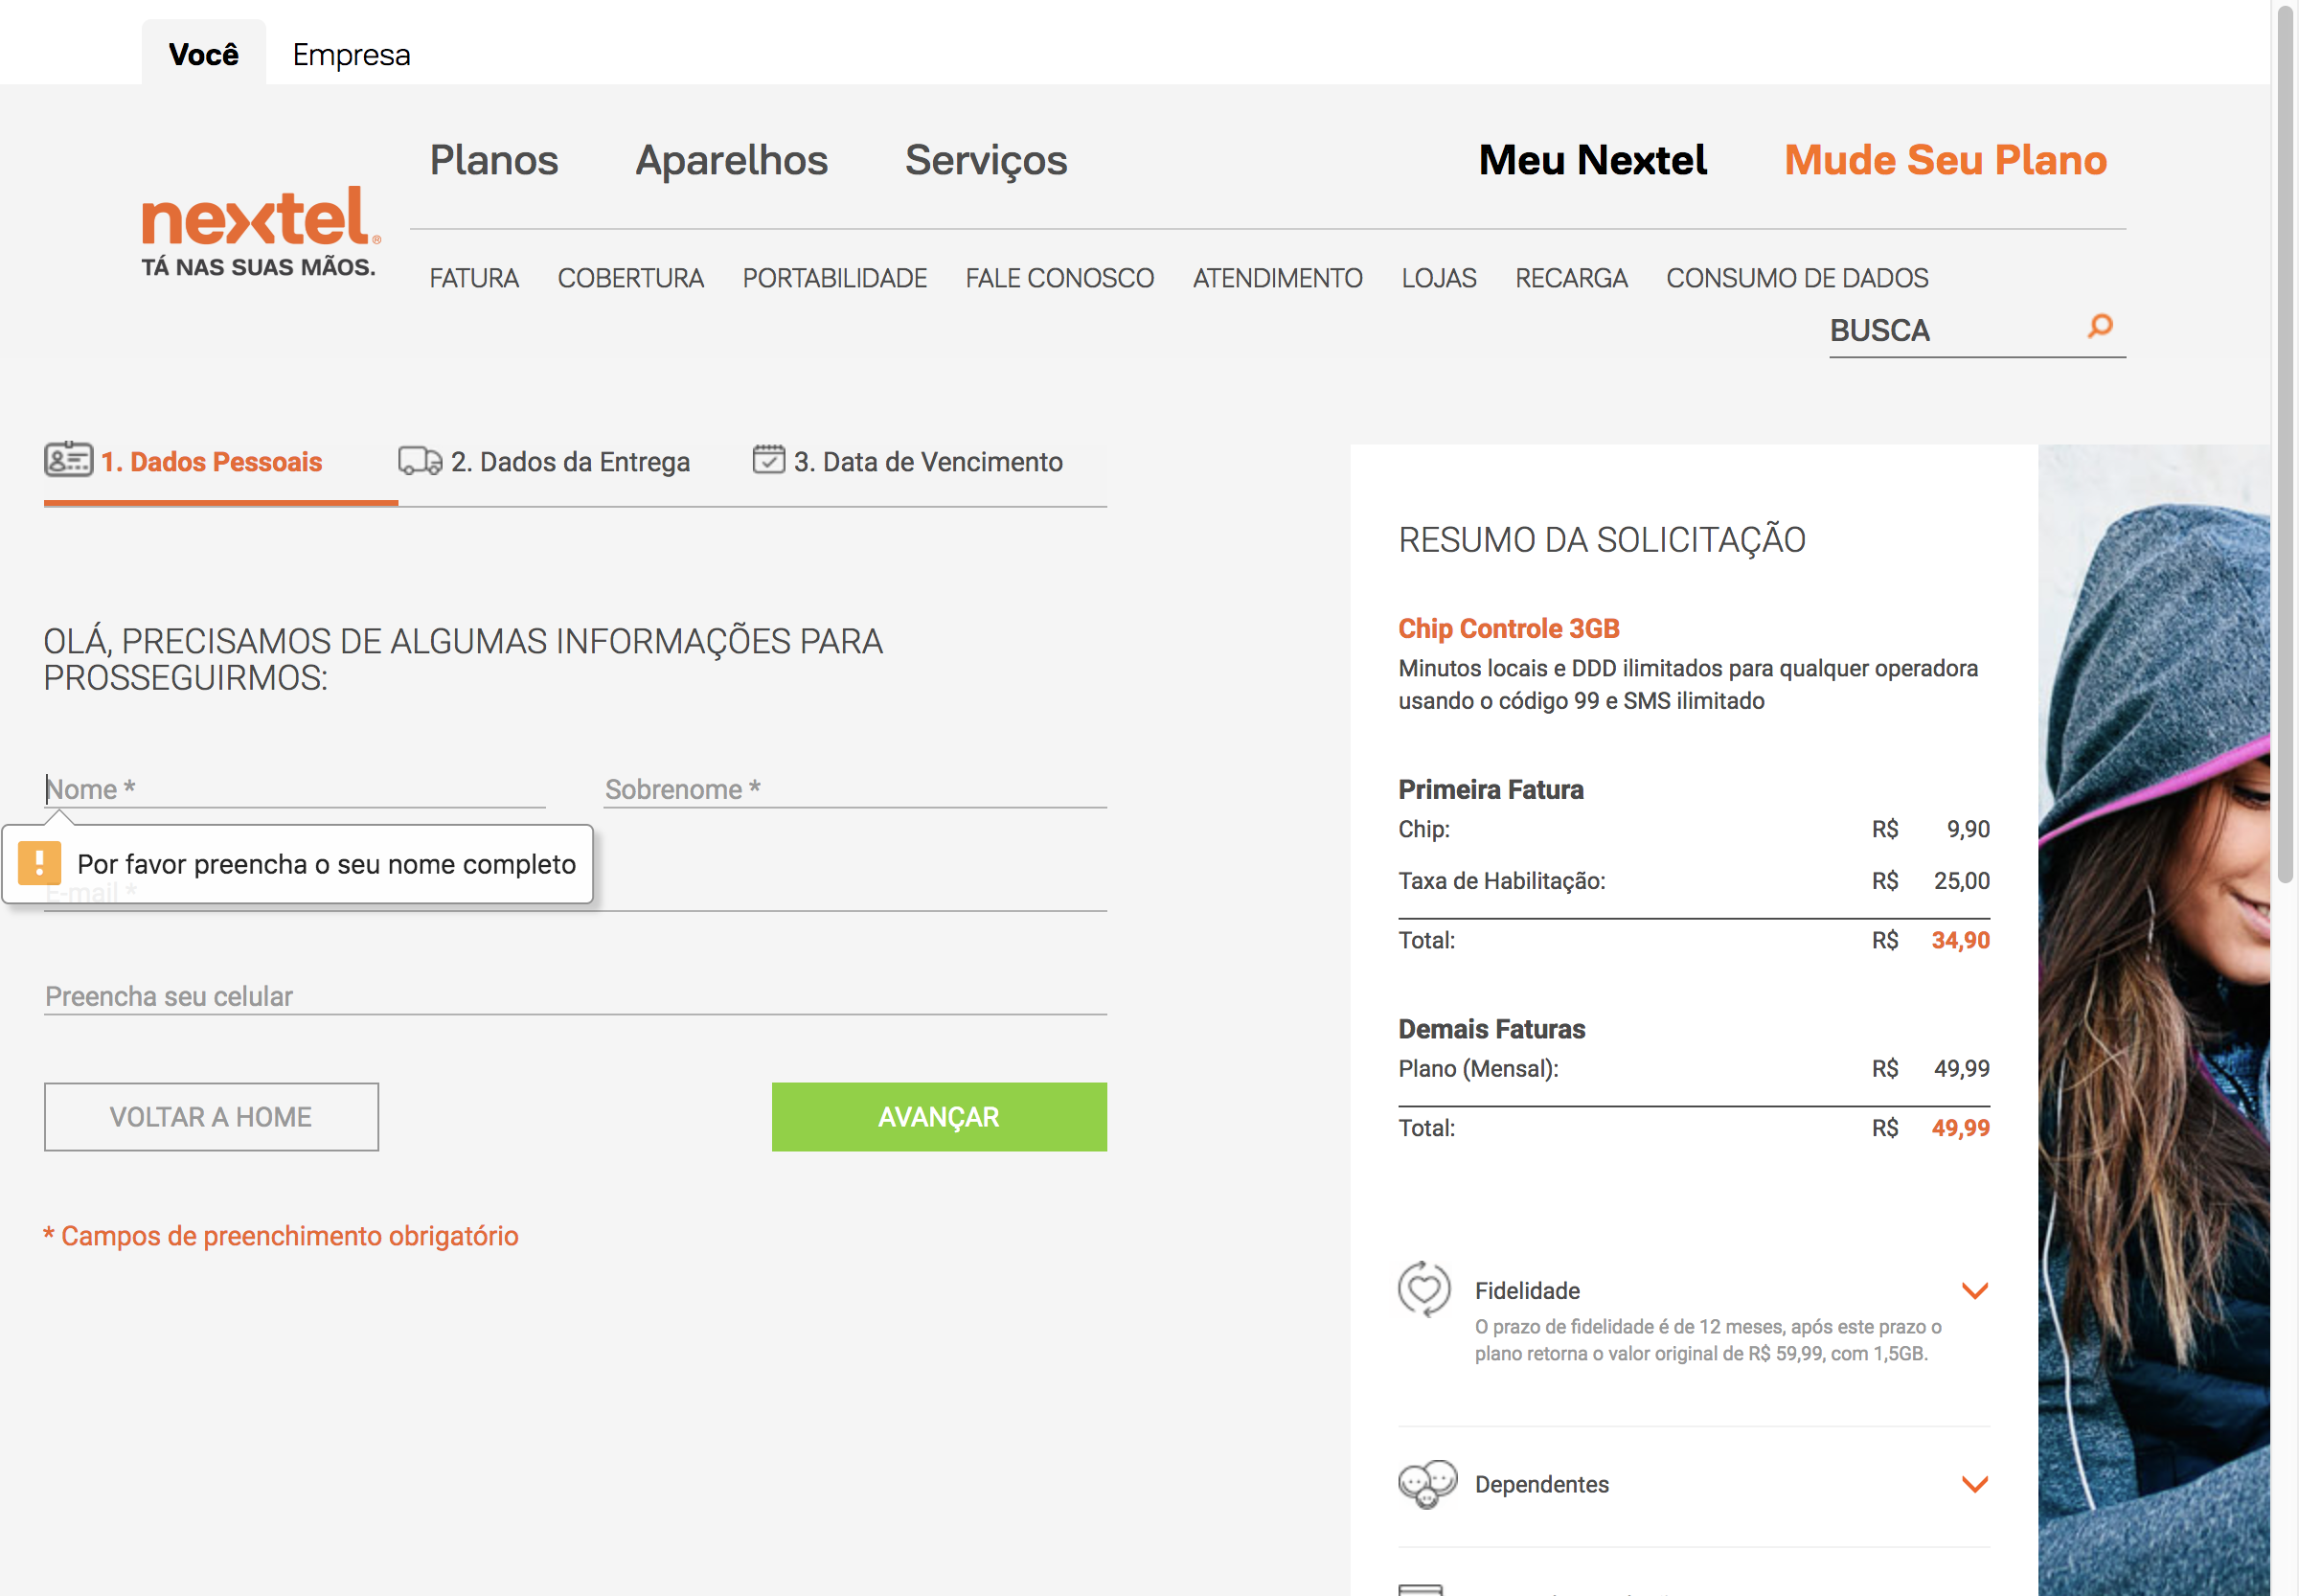 Você
Empresa
Planos
Aparelhos
Serviços
Meu Nextel
Mude Seu Plano
nextel®
TÁ NAS SUAS MÃOS.
FATURA
COBERTURA
PORTABILIDADE
FALE CONOSCO
ATENDIMENTO
LOJAS
RECARGA
CONSUMO DE DADOS
BUSCA
1. Dados Pessoais
2. Dados da Entrega
3. Data de Vencimento
OLÁ, PRECISAMOS DE ALGUMAS INFORMAÇÕES PARA
PROSSEGUIRMOS:
Nome *
Sobrenome *
Por favor preencha o seu nome completo
E-mail *
Preencha seu celular
VOLTAR A HOME
AVANÇAR
* Campos de preenchimento obrigatório
RESUMO DA SOLICITAÇÃO
Chip Controle 3GB
Minutos locais e DDD ilimitados para qualquer operadora
usando o código 99 e SMS ilimitado
Primeira Fatura
Chip: R$ 9,90
Taxa de Habilitação: R$ 25,00
Total: R$ 34,90
Demais Faturas
Plano (Mensal): R$ 49,99
Total: R$ 49,99
Fidelidade
O prazo de fidelidade é de 12 meses, após este prazo o
plano retorna o valor original de R$ 59,99, com 1,5GB.
Dependentes